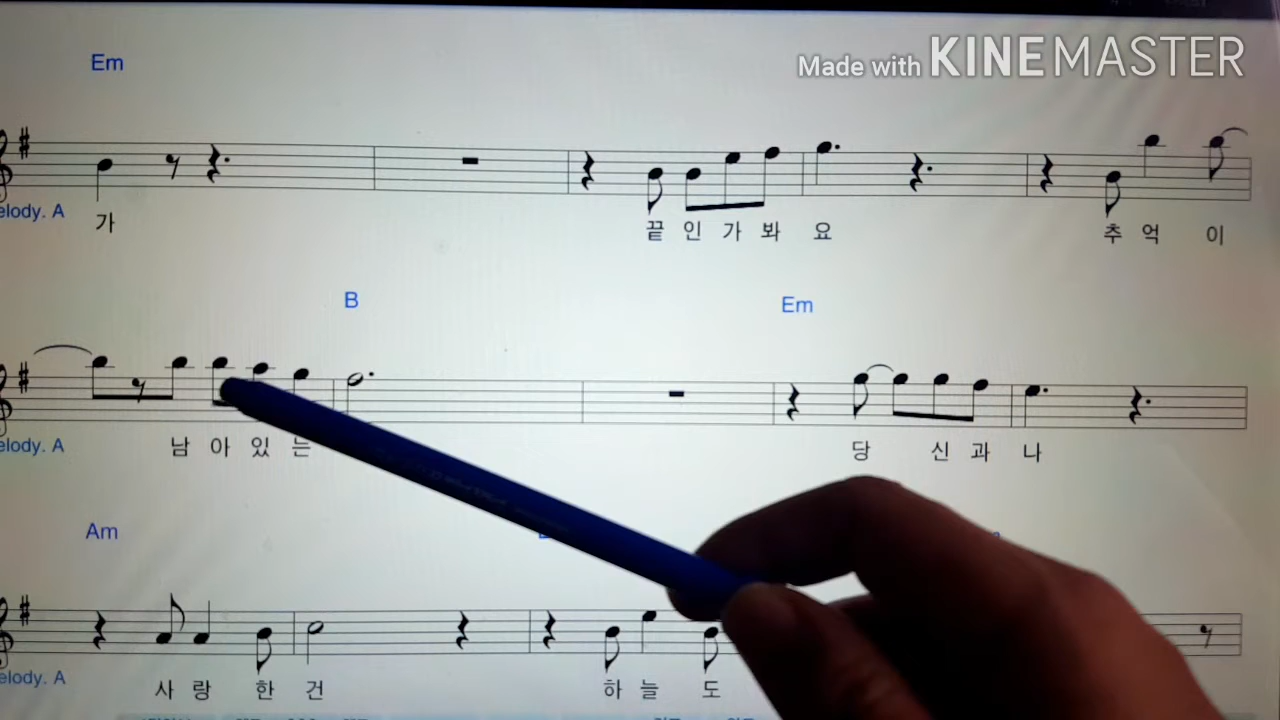 Em
Made with KINEMASTER
elody. A
가 끝 인 가 봐 요 추 억 이
B Em
elody. A
남 아 있 는 당 신 과 나
Am
elody. A
사 랑 한 건 하 늘 도